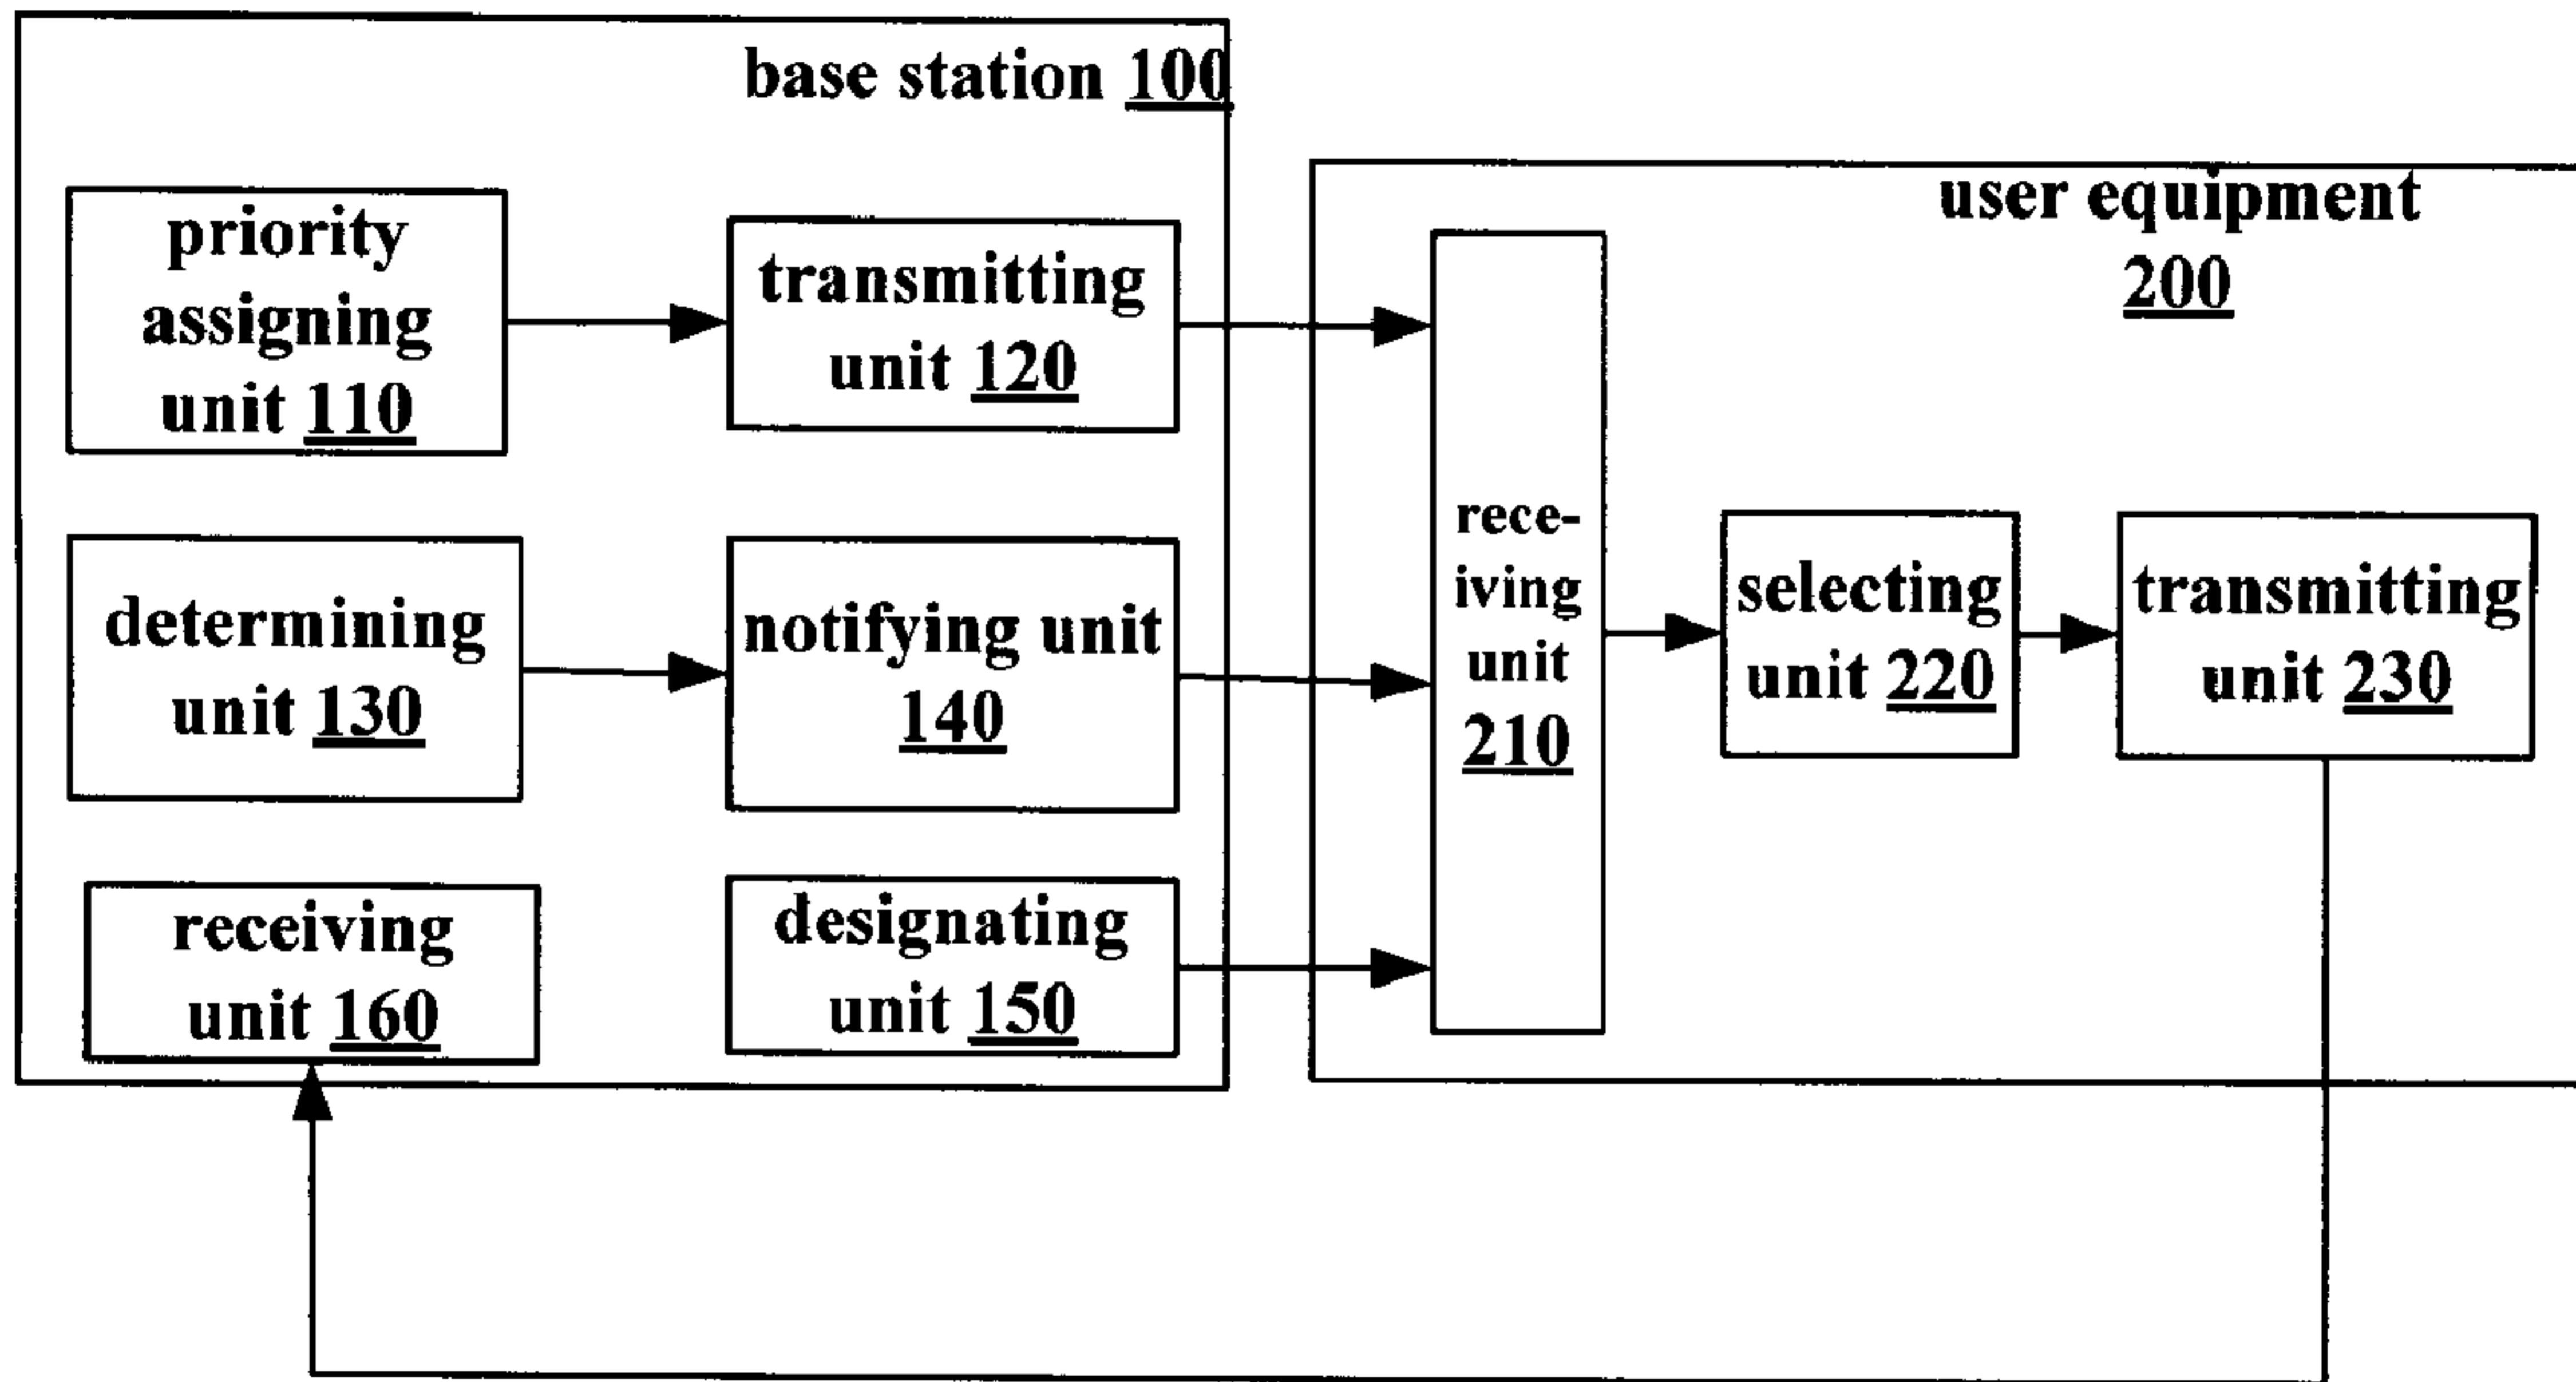 base station 100
priority
assigning
unit 110
transmitting
unit 120
determining
unit 130
notifying unit
140
receiving
unit 160
designating
unit 150
user equipment
200
rece-
iving
unit
210
selecting
unit 220
transmitting
unit 230